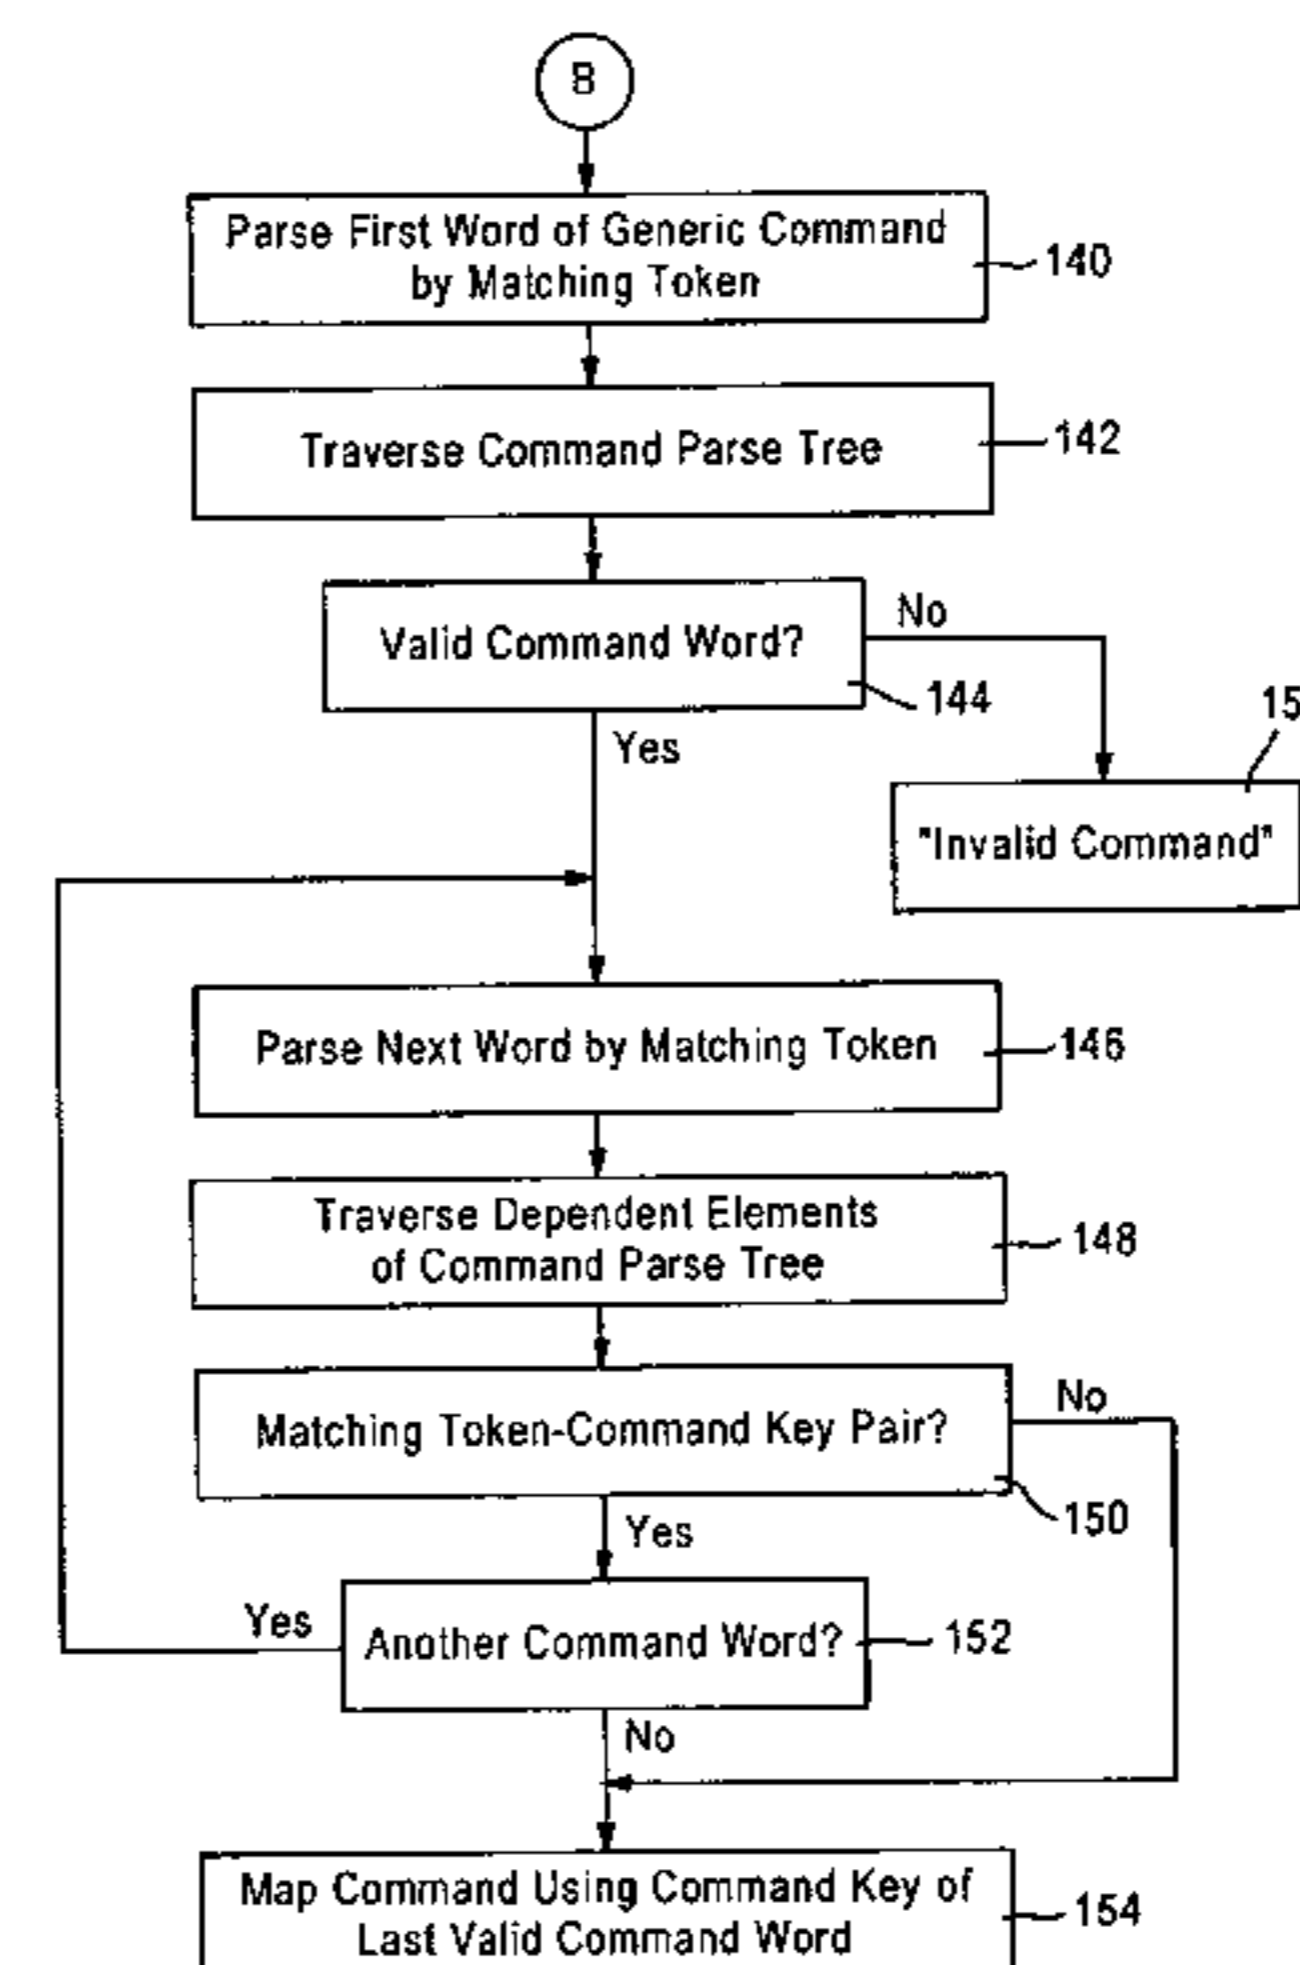 B
Parse First Word of Generic Command
by Matching Token
140
Traverse Command Parse Tree
142
Valid Command Word?
No
144
Yes
15
"Invalid Command"
Parse Next Word by Matching Token
146
Traverse Dependent Elements
of Command Parse Tree
148
Matching Token-Command Key Pair?
No
150
Yes
Another Command Word?
152
Yes
No
Map Command Using Command Key of
Last Valid Command Word
154